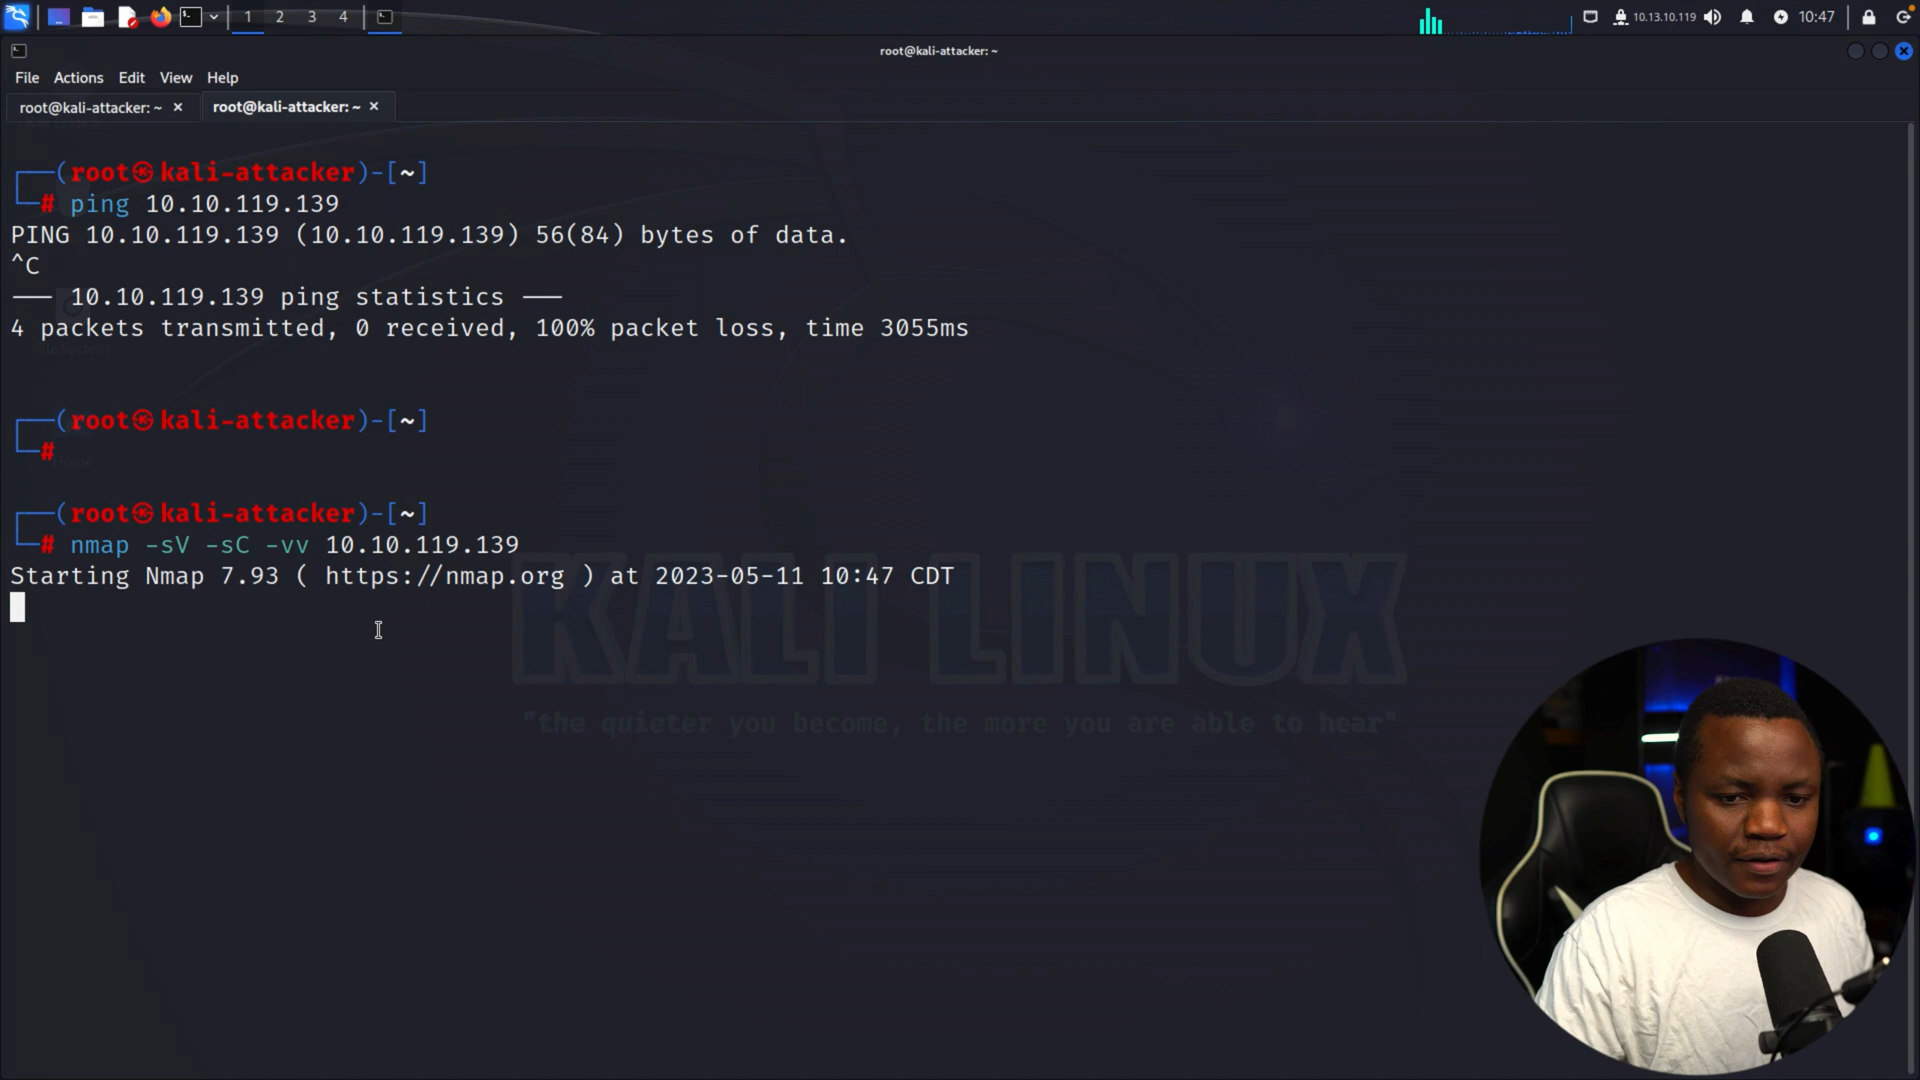 1 2 3 4
10.13.10.119
10:47
root@kali-attacker: ~
File Actions Edit View Help
root@kali-attacker: ~ ×
root@kali-attacker: ~ ×
┌──(root㉿kali-attacker)-[~]
└─# ping 10.10.119.139
PING 10.10.119.139 (10.10.119.139) 56(84) bytes of data.
^C
--- 10.10.119.139 ping statistics ---
4 packets transmitted, 0 received, 100% packet loss, time 3055ms
┌──(root㉿kali-attacker)-[~]
└─#
┌──(root㉿kali-attacker)-[~]
└─# nmap -sV -sC -vv 10.10.119.139
Starting Nmap 7.93 ( https://nmap.org ) at 2023-05-11 10:47 CDT
KALI LINUX
"the quieter you become, the more you are able to hear"